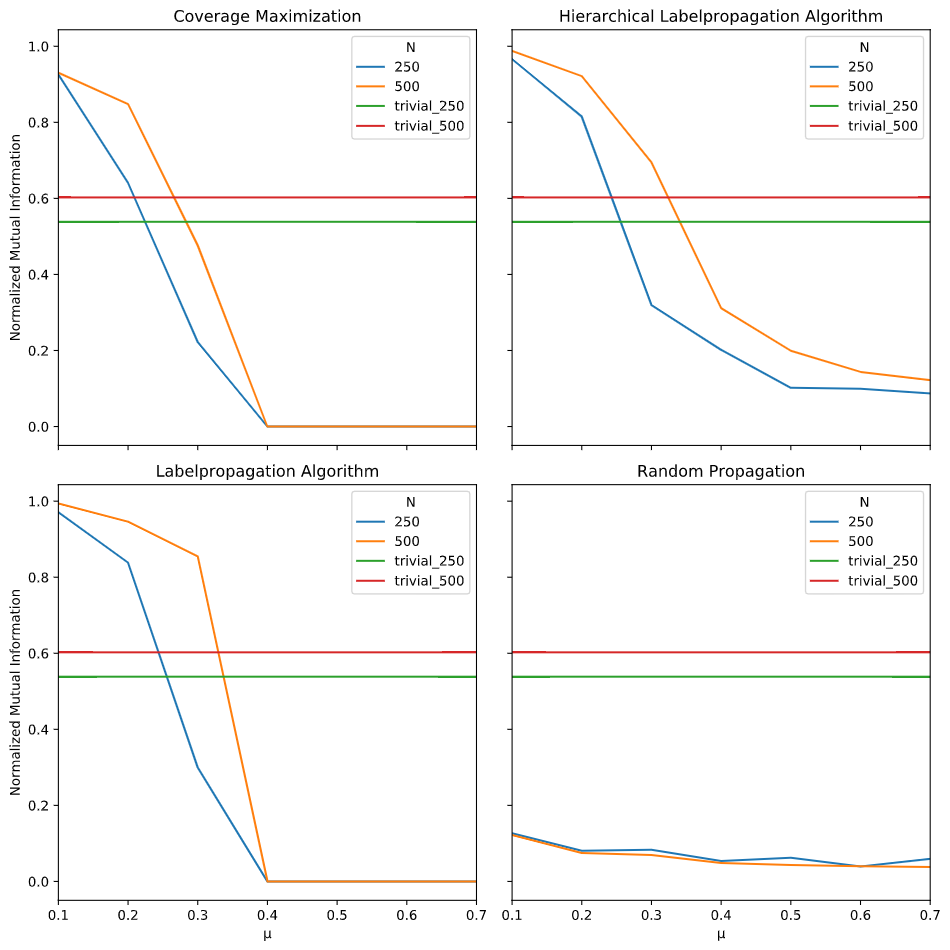 Coverage Maximization
Normalized Mutual Information
1.0
0.8
0.6
0.4
0.2
0.0
N
250
500
trivial_250
trivial_500
Hierarchical Labelpropagation Algorithm
N
250
500
trivial_250
trivial_500
Labelpropagation Algorithm
Normalized Mutual Information
1.0
0.8
0.6
0.4
0.2
0.0
N
250
500
trivial_250
trivial_500
0.1 0.2 0.3 0.4 0.5 0.6 0.7
μ
Random Propagation
N
250
500
trivial_250
trivial_500
0.1 0.2 0.3 0.4 0.5 0.6 0.7
μ